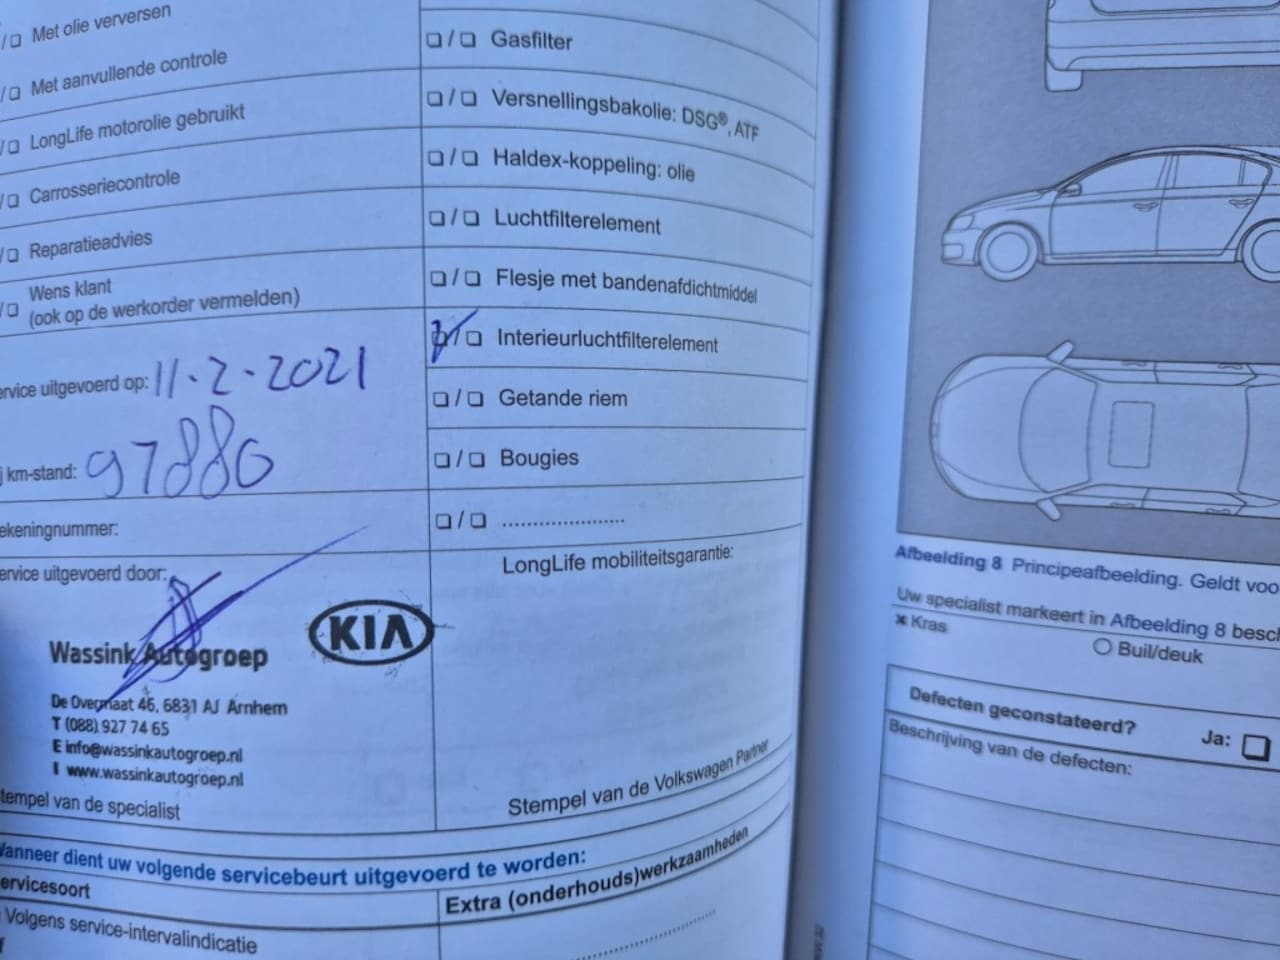 /❏ Met olie verversen
/❏ Met aanvullende controle
/❏ LongLife motorolie gebruikt
/❏ Carrosseriecontrole
/❏ Reparatieadvies
/❏ Wens klant
(ook op de werkorder vermelden)
ervice uitgevoerd op: 11-2-2021
j km-stand: 97880
ekeningnummer:
ervice uitgevoerd door:
KIA
Wassink Autogroep
De Overmaat 46, 6831 AJ Arnhem
T (088) 927 74 65
E info@wassinkautogroep.nl
I www.wassinkautogroep.nl
tempel van de specialist
❏ / ❏ Gasfilter
❏ / ❏ Versnellingsbakolie: DSG®, ATF
❏ / ❏ Haldex-koppeling: olie
❏ / ❏ Luchtfilterelement
❏ / ❏ Flesje met bandenafdichtmiddel
❏ / ❏ Interieurluchtfilterelement
❏ / ❏ Getande riem
❏ / ❏ Bougies
❏ / ❏ .....................
LongLife mobiliteitsgarantie:
Stempel van de Volkswagen Partner
Wanneer dient uw volgende servicebeurt uitgevoerd te worden:
ervicesoort
Volgens service-intervalindicatie
f
Extra (onderhouds)werkzaamheden
Afbeelding 8 Principeafbeelding. Geldt voo
Uw specialist markeert in Afbeelding 8 besch
x Kras
○ Buil/deuk
Defecten geconstateerd?
Ja: ❏
Beschrijving van de defecten: